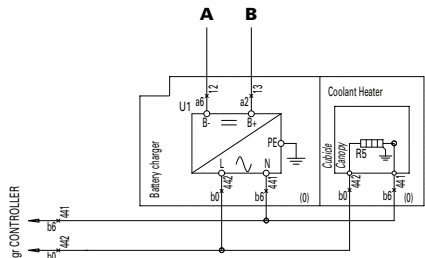 A B
a6 12 a2 13
U1
B- B+
PE
L N
442 441
b0 b6
Battery charger
(0)
Coolant Heater
Cubicle
Canopy
R5
442 441
b0 b6
(0)
gr CONTROLLER
441
b6
442
b0